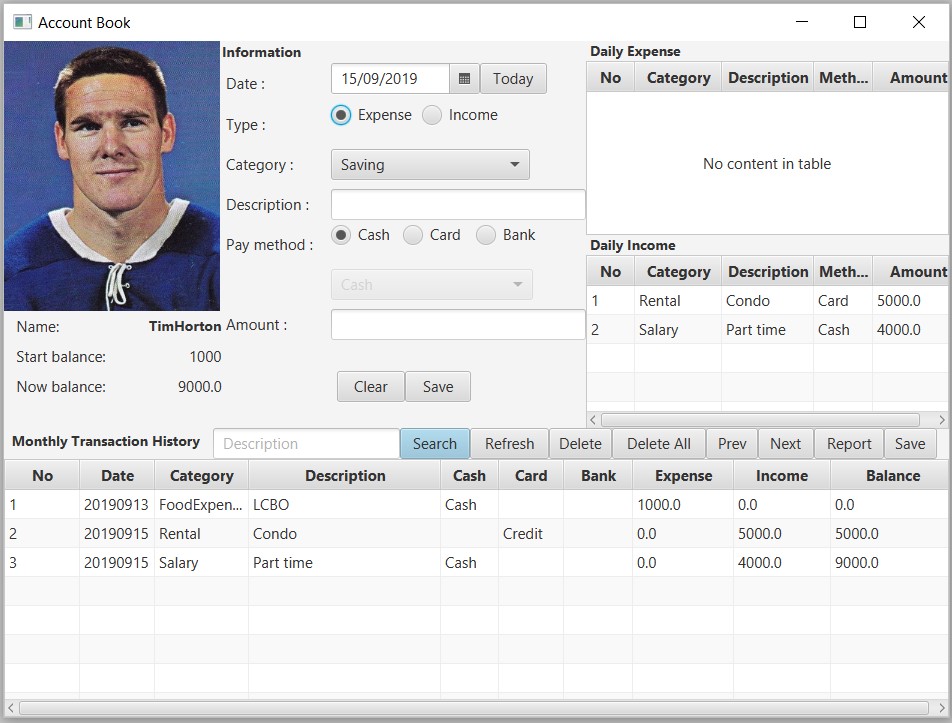 Account Book
Information
Date :
15/09/2019
Today
Type :
Expense
Income
Category :
Saving
Description :
Pay method :
Cash
Card
Bank
Cash
Amount :
Clear
Save
Name:
TimHorton
Start balance:
1000
Now balance:
9000.0
Daily Expense
No Category Description Meth... Amount
No content in table
Daily Income
No Category Description Meth... Amount
1 Rental Condo Card 5000.0
2 Salary Part time Cash 4000.0
Monthly Transaction History
Description
Search
Refresh
Delete
Delete All
Prev
Next
Report
Save
No Date Category Description Cash Card Bank Expense Income Balance
1 20190913 FoodExpen... LCBO Cash 1000.0 0.0 0.0
2 20190915 Rental Condo Credit 0.0 5000.0 5000.0
3 20190915 Salary Part time Cash 0.0 4000.0 9000.0